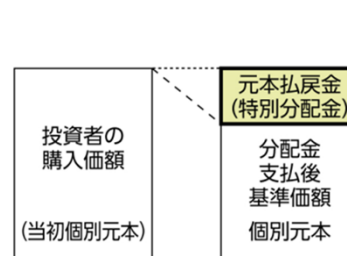 投資者の
購入価額
(当初個別元本)
元本払戻金
(特別分配金)
分配金
支払後
基準価額
個別元本